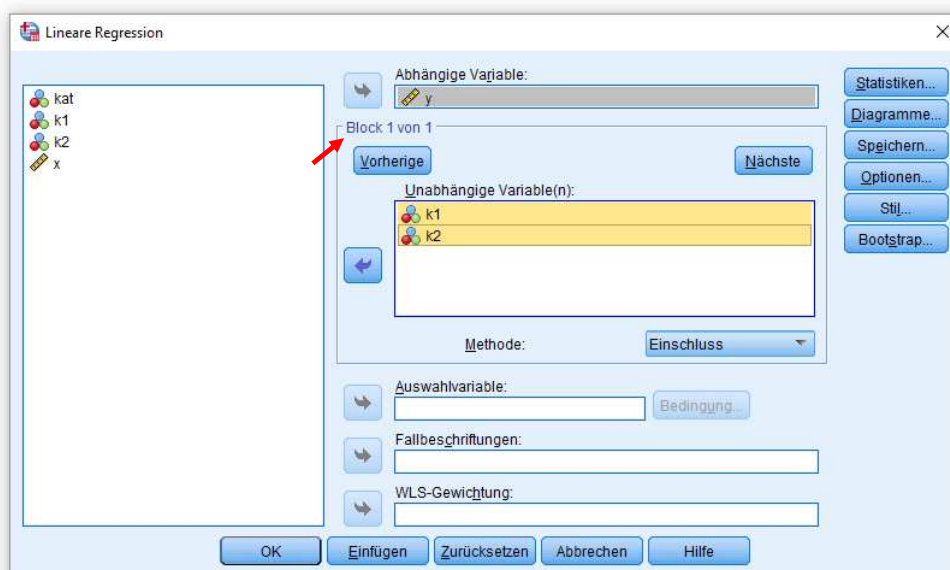 Lineare Regression
kat
k1
k2
x
Abhängige Variable:
y
Block 1 von 1
Vorherige
Nächste
Unabhängige Variable(n):
k1
k2
Methode:
Einschluss
Auswahlvariable:
Bedingung...
Fallbeschriftungen:
WLS-Gewichtung:
Statistiken...
Diagramme...
Speichern...
Optionen...
Stil...
Bootstrap...
OK
Einfügen
Zurücksetzen
Abbrechen
Hilfe